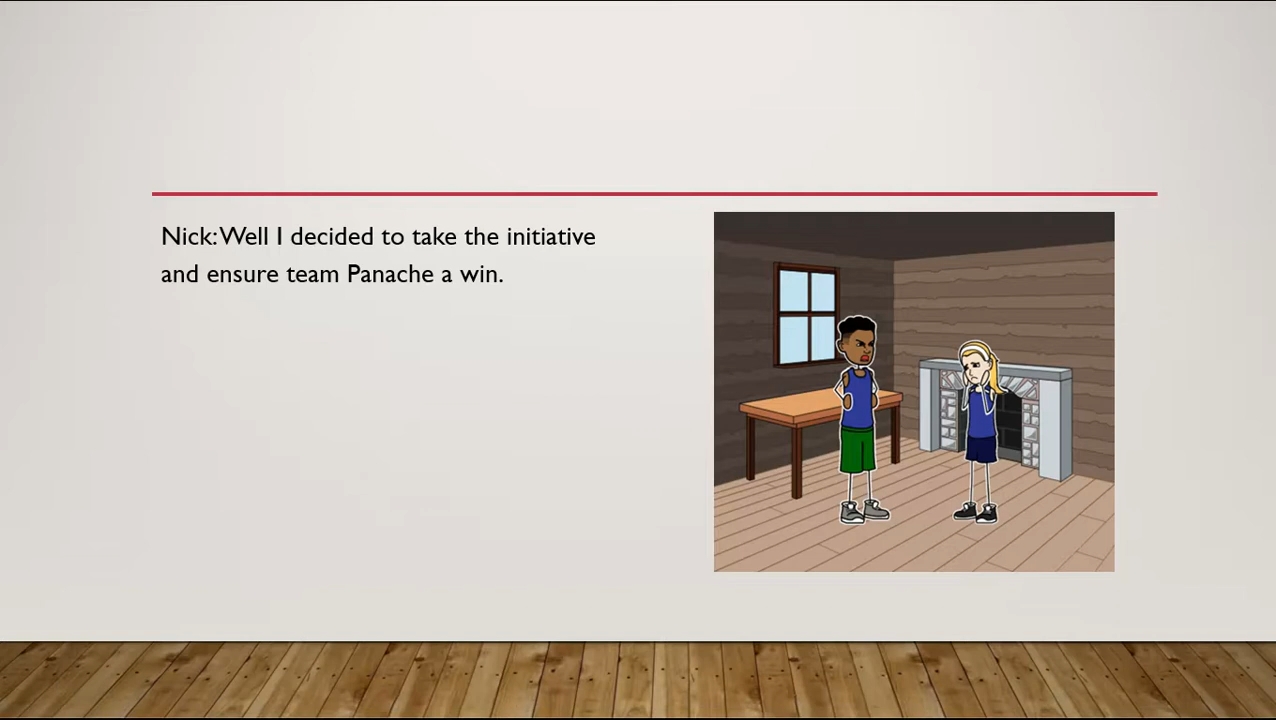 Nick: Well I decided to take the initiative
and ensure team Panache a win.